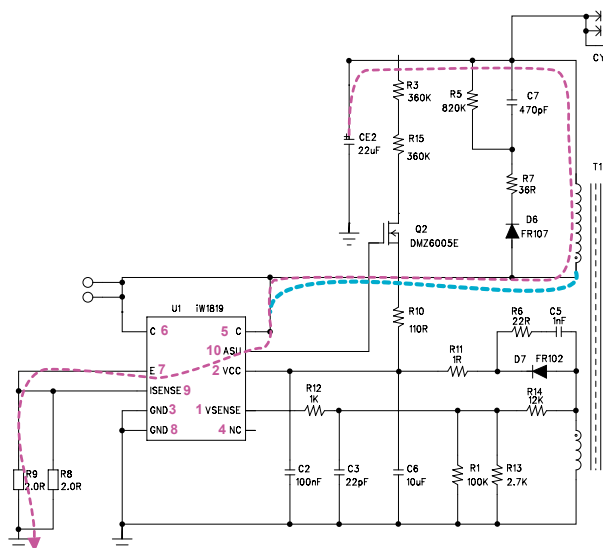 CY
R3
360K
R5
820K
C7
470pF
CE2
22uF
R15
360K
R7
36R
T1
Q2
DMZ6005E
D6
FR107
U1 iW1819
R10
110R
C 6
5 C
10 ASU
E 7
2 VCC
ISENSE 9
GND 3
1 VSENSE
GND 8
4 NC
R6
22R
C5
1nF
R11
1R
D7 FR102
R12
1K
R14
12K
R9
2.0R
R8
2.0R
C2
100nF
C3
22pF
C6
10uF
R1
100K
R13
2.7K